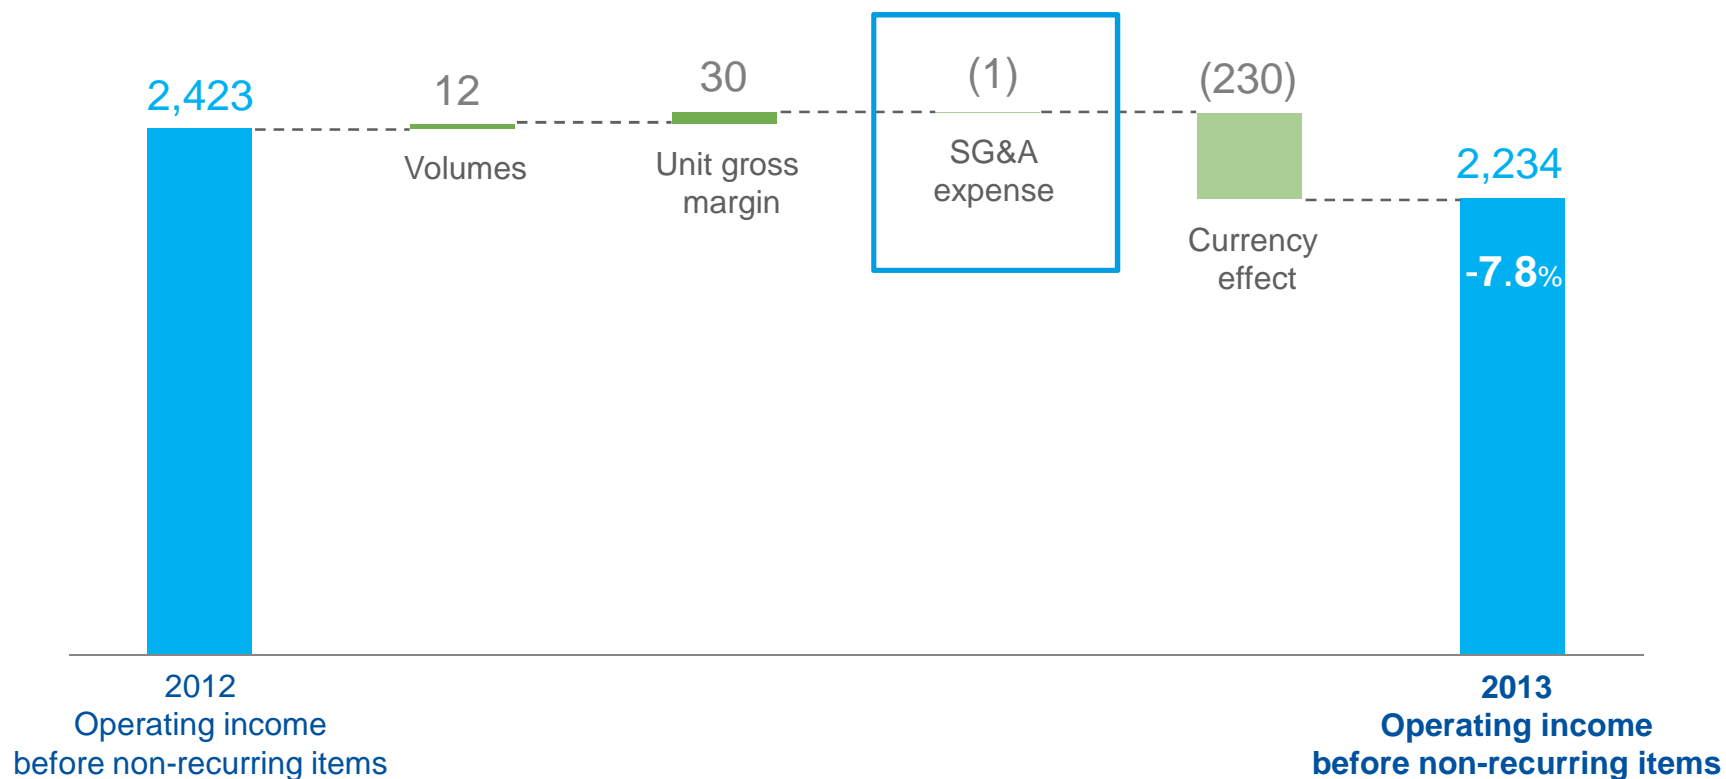 2,423
12
Volumes
30
Unit gross
margin
(1)
SG&A
expense
(230)
Currency
effect
2,234
-7.8%
2012
Operating income
before non-recurring items
2013
Operating income
before non-recurring items